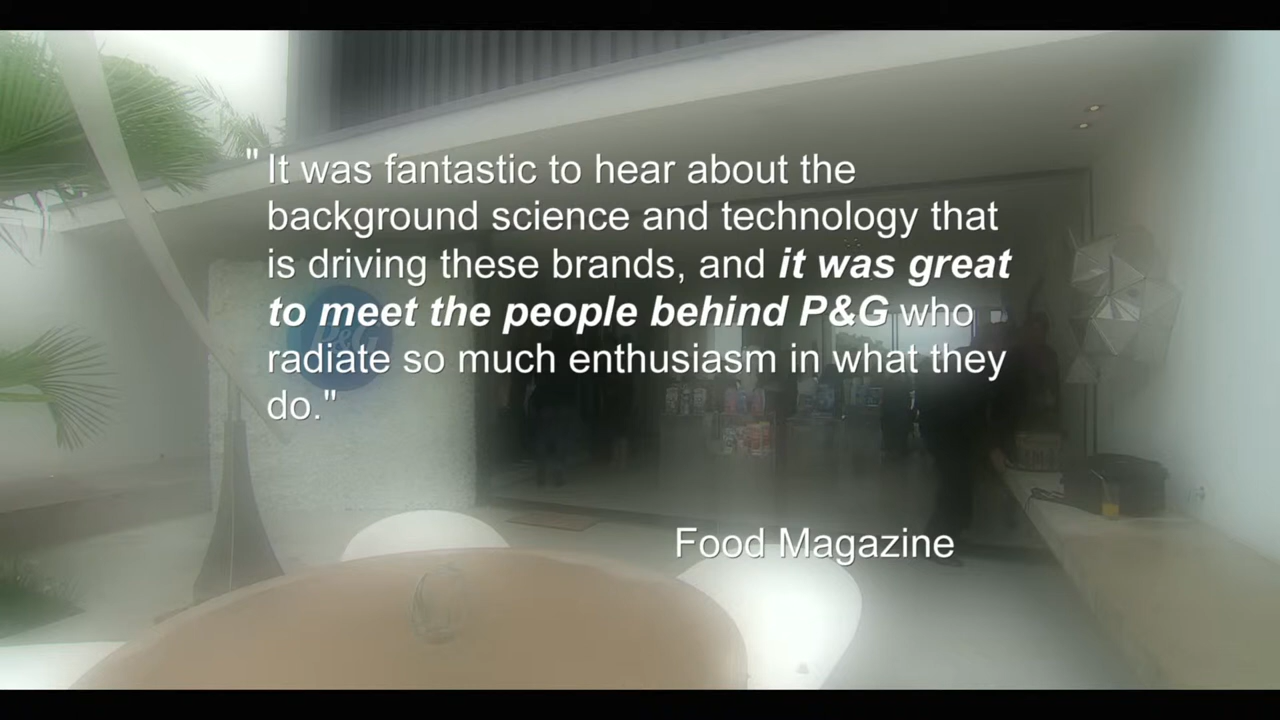 "It was fantastic to hear about the
background science and technology that
is driving these brands, and it was great
to meet the people behind P&G who
radiate so much enthusiasm in what they
do."
P&G
Food Magazine